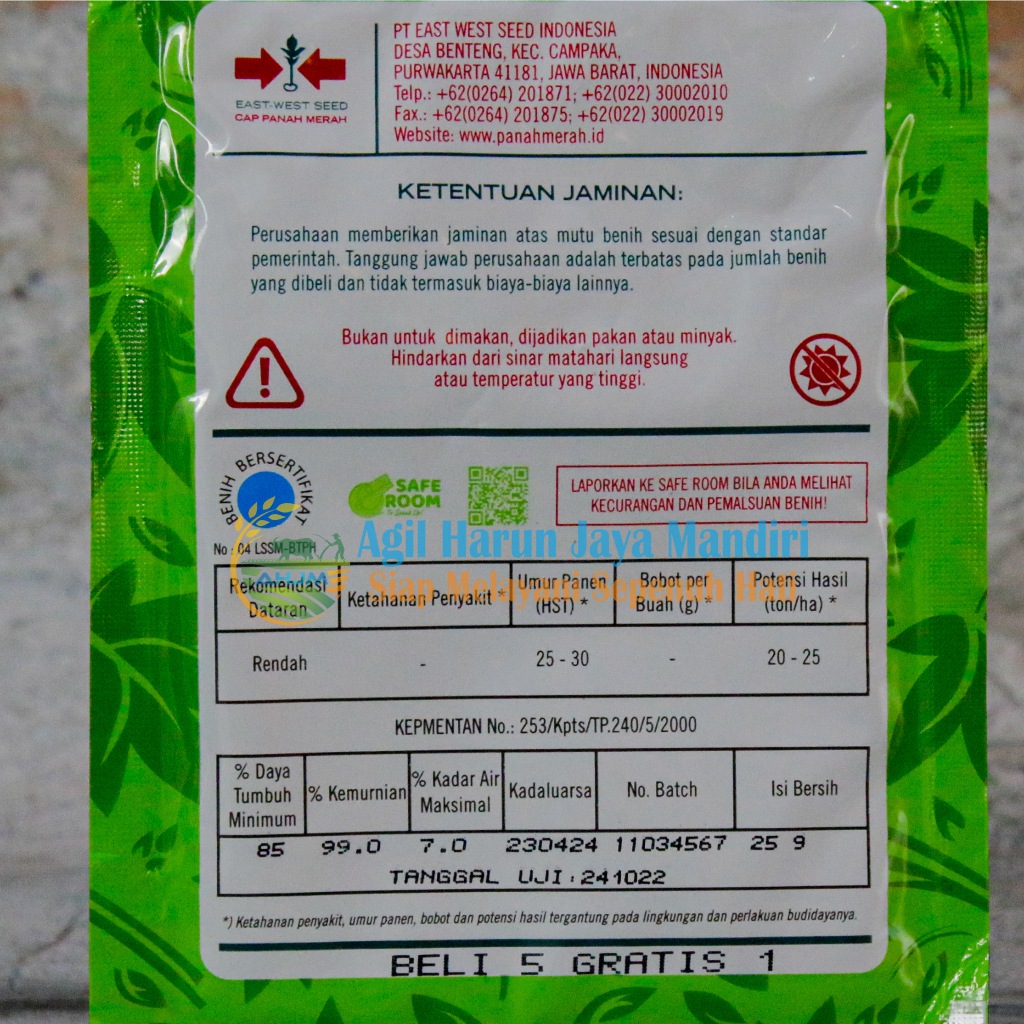 EAST-WEST SEED
CAP PANAH MERAH
PT EAST WEST SEED INDONESIA
DESA BENTENG, KEC. CAMPAKA,
PURWAKARTA 41181, JAWA BARAT, INDONESIA
Telp.: +62(0264) 201871; +62(022) 30002010
Fax.: +62(0264) 201875; +62(022) 30002019
Website: www.panahmerah.id
KETENTUAN JAMINAN:
Perusahaan memberikan jaminan atas mutu benih sesuai dengan standar
pemerintah. Tanggung jawab perusahaan adalah terbatas pada jumlah benih
yang dibeli dan tidak termasuk biaya-biaya lainnya.
Bukan untuk dimakan, dijadikan pakan atau minyak.
Hindarkan dari sinar matahari langsung
atau temperatur yang tinggi.
BENIH BERSERTIFIKAT
No : 04 LSSM-BTPH
SAFE
ROOM
LAPORKAN KE SAFE ROOM BILA ANDA MELIHAT
KECURANGAN DAN PEMALSUAN BENIH!
Agil Harun Jaya Mandiri
AHJM
Siap Melayani Sepenuh Hati
Rekomendasi Dataran
Ketahanan Penyakit *
Umur Panen (HST) *
Bobot per Buah (g) *
Potensi Hasil (ton/ha) *
Rendah - 25 - 30 - 20 - 25
KEPMENTAN No.: 253/Kpts/TP.240/5/2000
% Daya Tumbuh Minimum
% Kemurnian
% Kadar Air Maksimal
Kadaluarsa
No. Batch
Isi Bersih
85 99.0 7.0 230424 11034567 25 9
TANGGAL UJI:241022
*) Ketahanan penyakit, umur panen, bobot dan potensi hasil tergantung pada lingkungan dan perlakuan budidayanya.
BELI 5 GRATIS 1